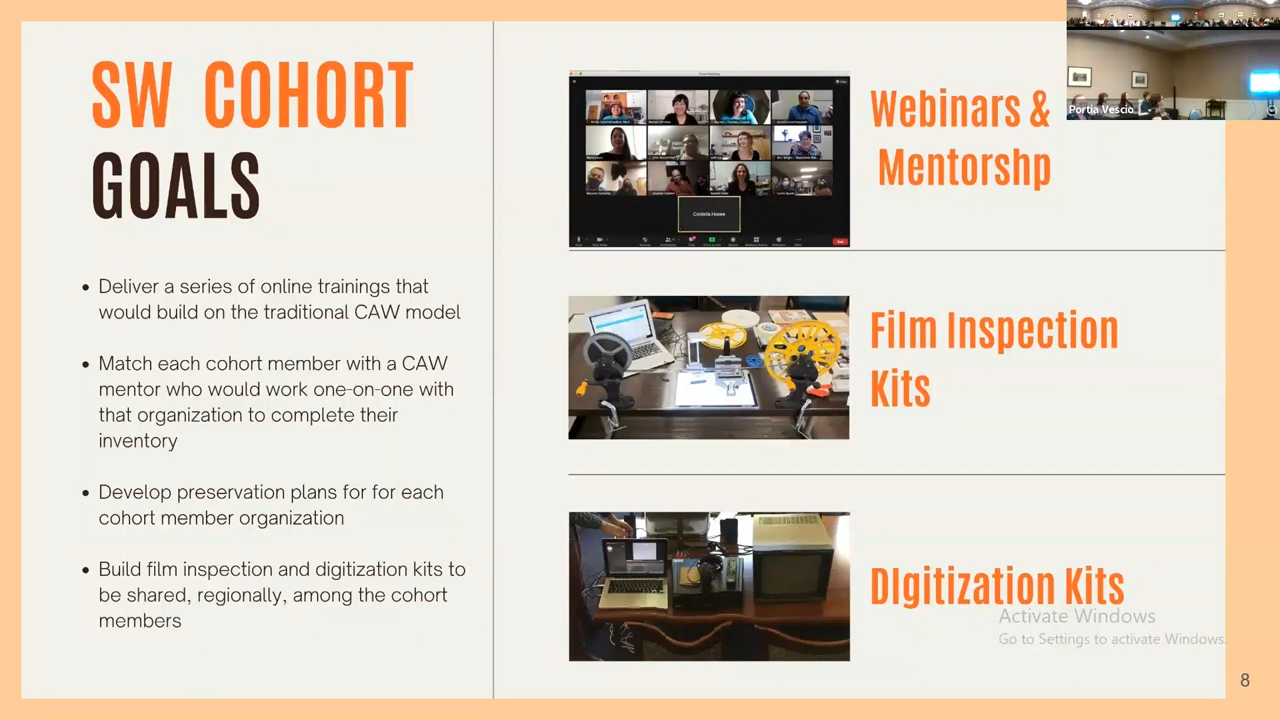 SW COHORT
GOALS
• Deliver a series of online trainings that
would build on the traditional CAW model
• Match each cohort member with a CAW
mentor who would work one-on-one with
that organization to complete their
inventory
• Develop preservation plans for for each
cohort member organization
• Build film inspection and digitization kits to
be shared, regionally, among the cohort
members
Webinars &
Mentorshp
Film Inspection
Kits
DIgitization Kits
Portia Vescio
Activate Windows
Go to Settings to activate Windows.
8